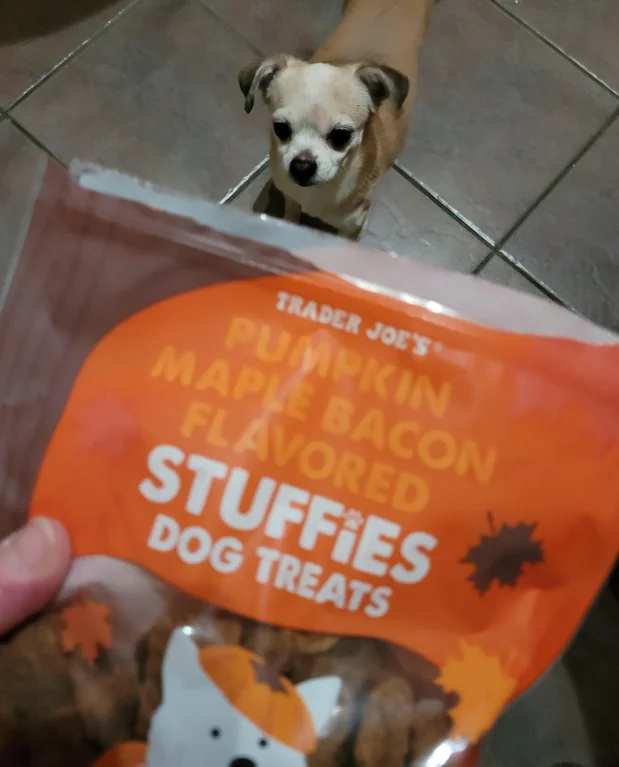 TRADER JOE'S®
PUMPKIN
MAPLE BACON
FLAVORED
STUFFiES
DOG TREATS